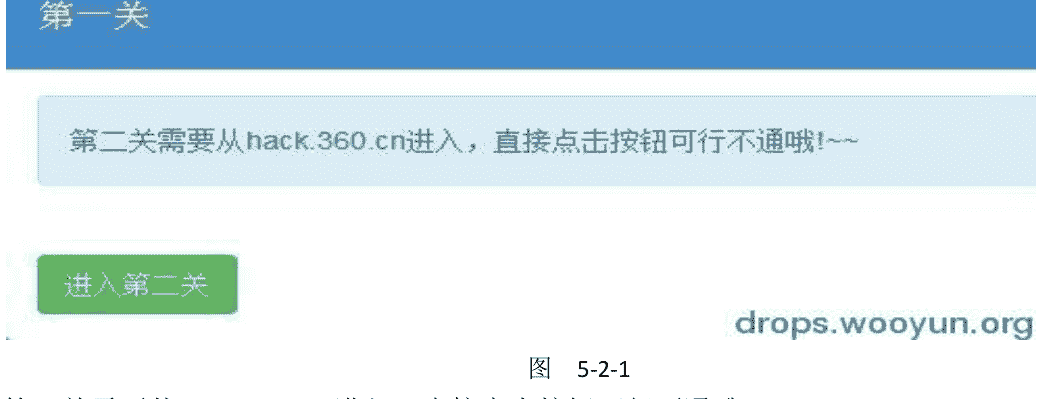 第一关
第二关需要从hack.360.cn进入，直接点击按钮可行不通哦!~~
进入第二关
drops.wooyun.org
图 5-2-1